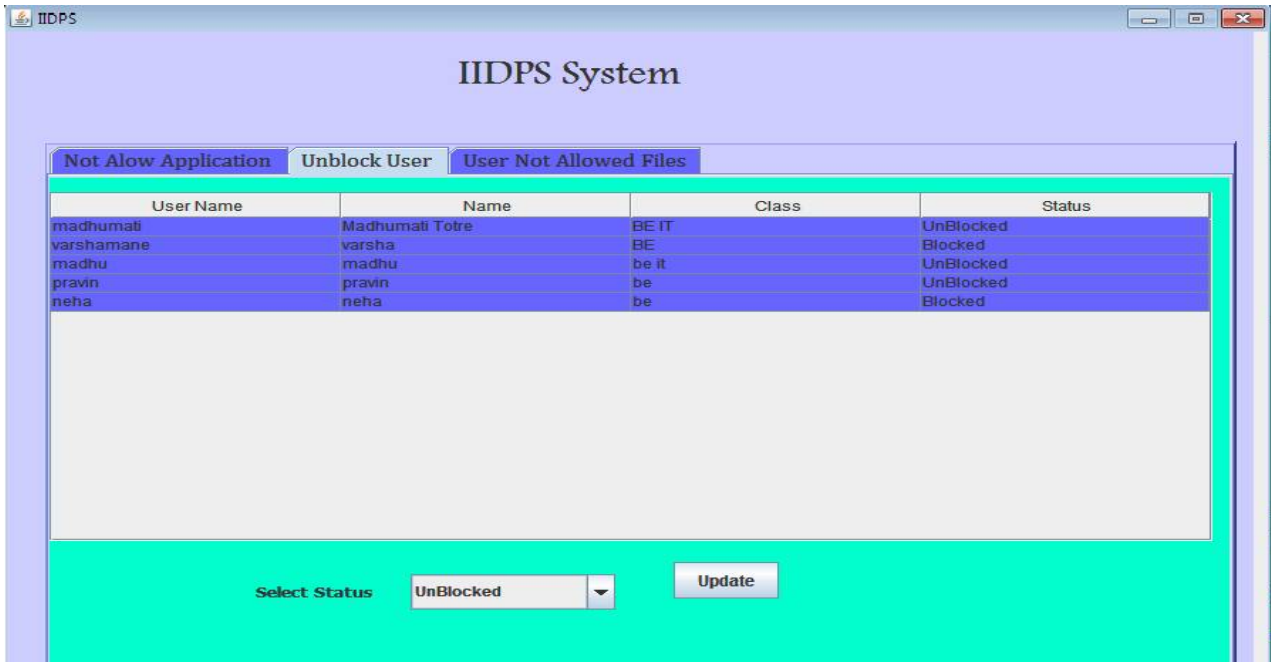 IIDPS
IIDPS System
Not Alow Application Unblock User User Not Allowed Files
User Name Name Class Status
madhumati Madhumati Totre BE IT UnBlocked
varshamane varsha BE Blocked
madhu madhu be it UnBlocked
pravin pravin be UnBlocked
neha neha be Blocked
Select Status UnBlocked Update